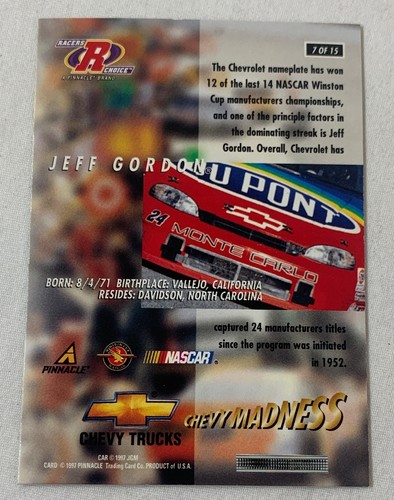 RACERS
R
CHOICE
A PINNACLE BRAND
7 OF 15
The Chevrolet nameplate has won
12 of the last 14 NASCAR Winston
Cup manufacturers championships,
and one of the principle factors in
the dominating streak is Jeff
Gordon. Overall, Chevrolet has
JEFF GORDON
DU PONT
24
MONTE CARLO
BORN: 8/4/71 BIRTHPLACE: VALLEJO, CALIFORNIA
RESIDES: DAVIDSON, NORTH CAROLINA
captured 24 manufacturers titles
since the program was initiated
in 1952.
PINNACLE
NASCAR
CHEVY TRUCKS
CHEVY MADNESS
CAR © 1997 JGM
CARD © 1997 PINNACLE Trading Card Co. PRODUCT of U.S.A.